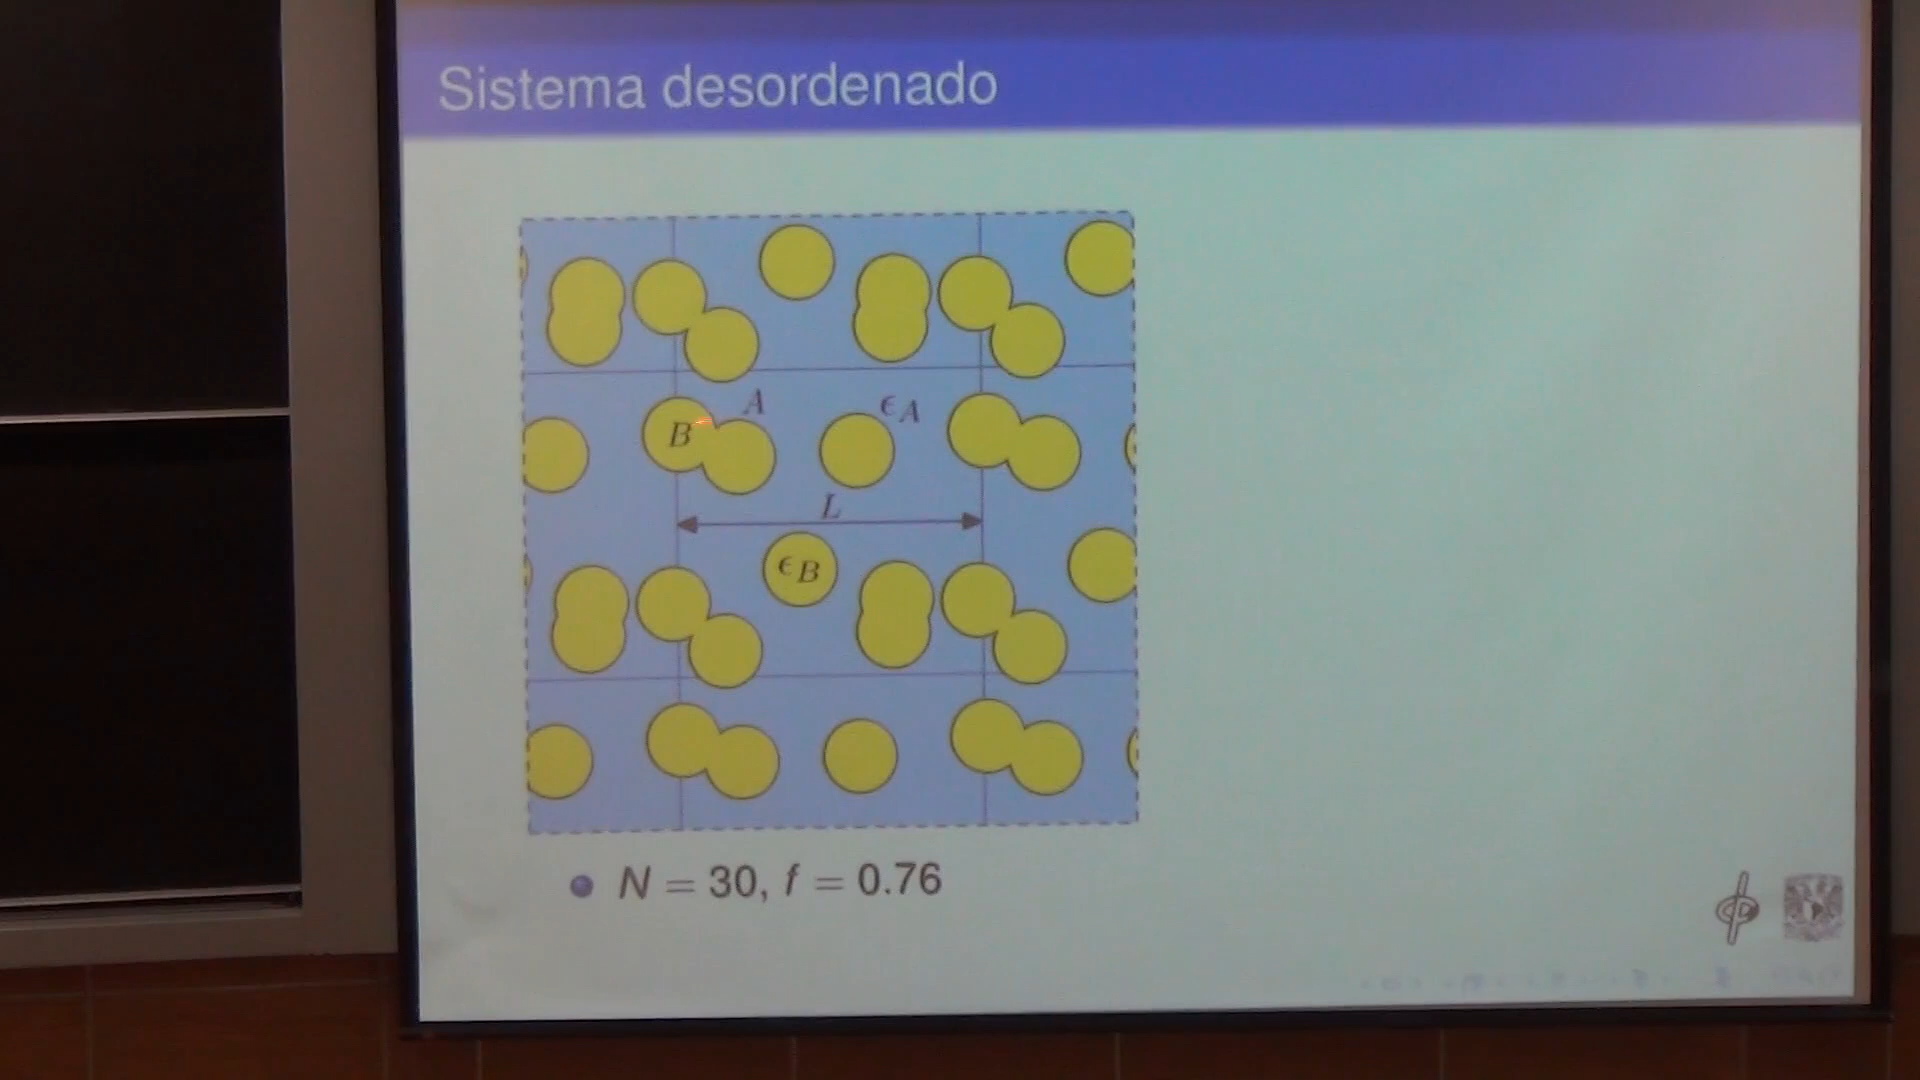 Sistema desordenado
A
ϵA
B
L
ϵB
N = 30, f = 0.76